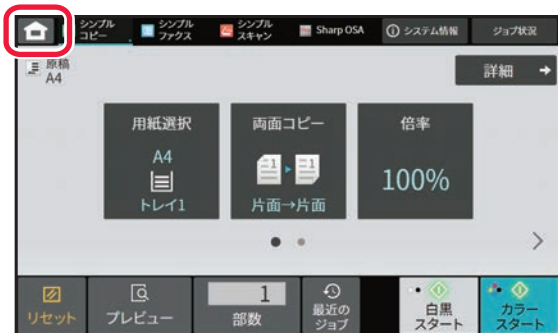 シンプル
コピー
シンプル
ファクス
シンプル
スキャン
Sharp OSA
システム情報
ジョブ状況
原稿
A4
詳細
用紙選択
A4
トレイ1
両面コピー
1
1
片面→片面
倍率
100%
リセット
プレビュー
1
部数
最近の
ジョブ
白黒
スタート
カラー
スタート